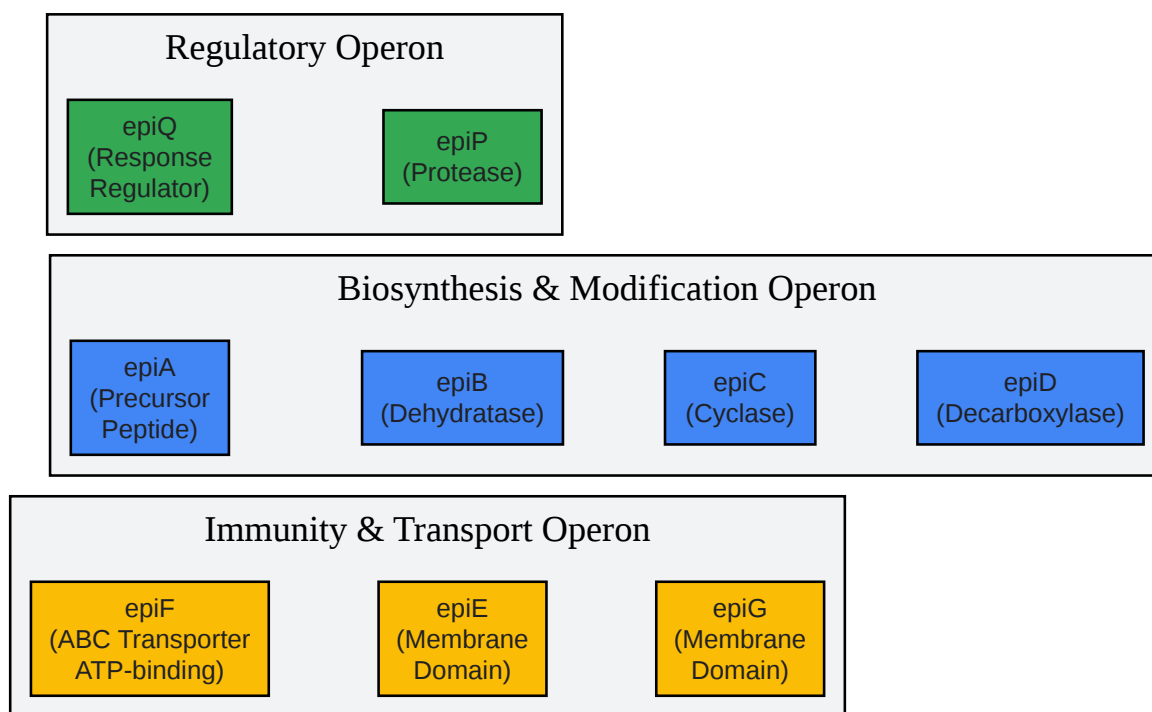 Regulatory Operon
epiQ
(Response
Regulator)
epiP
(Protease)
Biosynthesis & Modification Operon
epiA
(Precursor
Peptide)
epiB
(Dehydratase)
epiC
(Cyclase)
epiD
(Decarboxylase)
Immunity & Transport Operon
epiF
(ABC Transporter
ATP-binding)
epiE
(Membrane
Domain)
epiG
(Membrane
Domain)